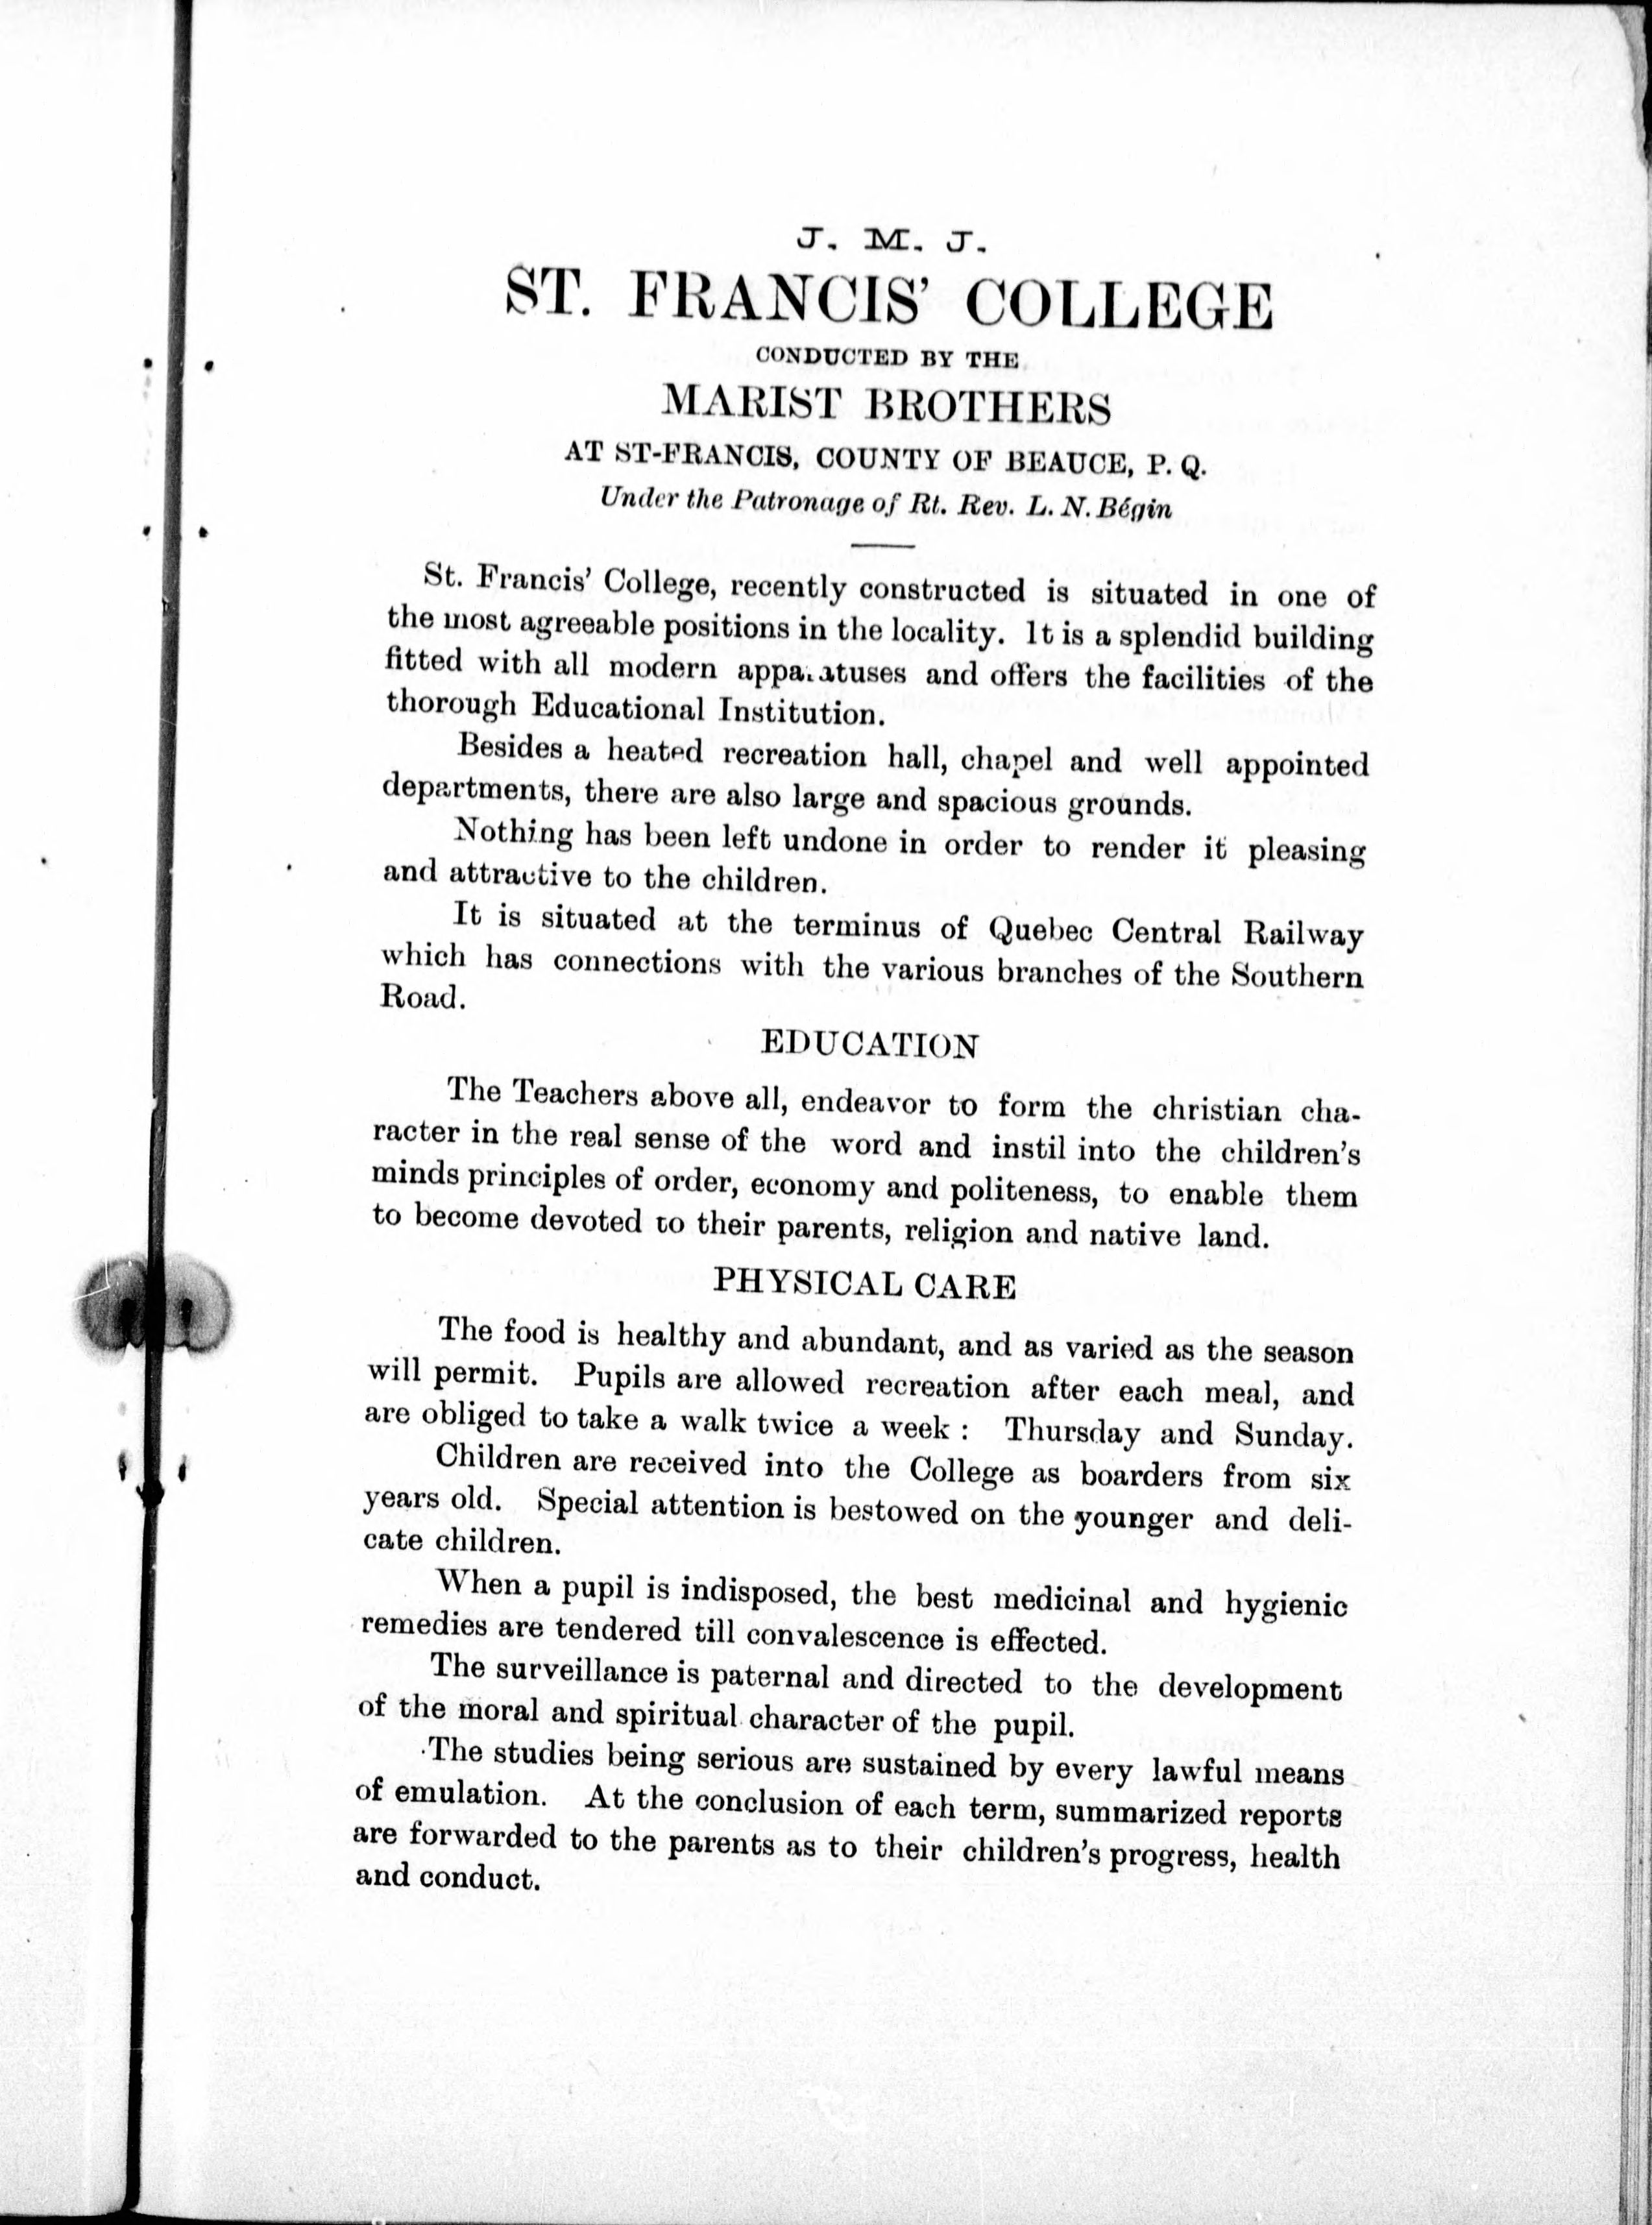 J. M. J.
ST. FRANCIS' COLLEGE
CONDUCTED BY THE
MARIST BROTHERS
AT ST-FRANCIS, COUNTY OF BEAUCE, P. Q.
Under the Patronage of Rt. Rev. L. N. Bégin
St. Francis' College, recently constructed is situated in one of
the most agreeable positions in the locality. It is a splendid building
fitted with all modern apparatuses and offers the facilities of the
thorough Educational Institution.
Besides a heated recreation hall, chapel and well appointed
departments, there are also large and spacious grounds.
Nothing has been left undone in order to render it pleasing
and attractive to the children.
It is situated at the terminus of Quebec Central Railway
which has connections with the various branches of the Southern
Road.
EDUCATION
The Teachers above all, endeavor to form the christian cha-
racter in the real sense of the word and instil into the children's
minds principles of order, economy and politeness, to enable them
to become devoted to their parents, religion and native land.
PHYSICAL CARE
The food is healthy and abundant, and as varied as the season
will permit. Pupils are allowed recreation after each meal, and
are obliged to take a walk twice a week : Thursday and Sunday.
Children are received into the College as boarders from six
years old. Special attention is bestowed on the younger and deli-
cate children.
When a pupil is indisposed, the best medicinal and hygienic
remedies are tendered till convalescence is effected.
The surveillance is paternal and directed to the development
of the moral and spiritual character of the pupil.
The studies being serious are sustained by every lawful means
of emulation. At the conclusion of each term, summarized reports
are forwarded to the parents as to their children's progress, health
and conduct.